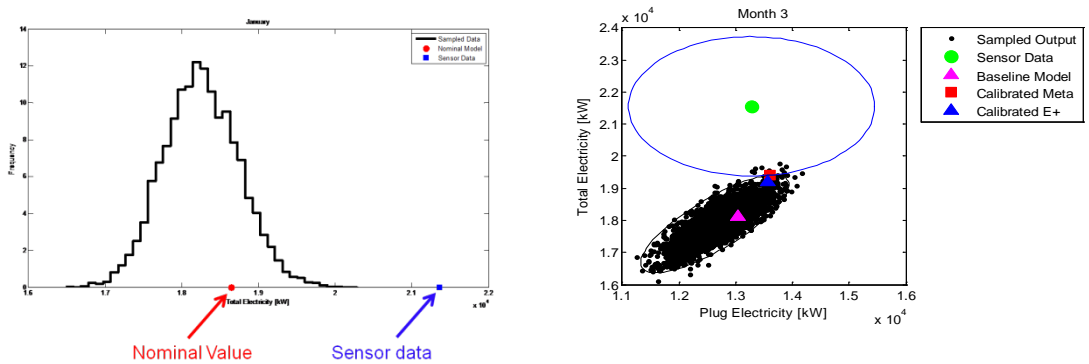 January
14
12
10
8
6
4
2
0
Frequency
Sampled Data
Nominal Model
Sensor Data
1.6
1.7
1.8
1.9
2
2.1
2.2
Total Electricity [kW]
x 10⁴
Nominal Value
Sensor data
Month 3
x 10⁴
2.4
2.3
2.2
2.1
2
1.9
1.8
1.7
1.6
Total Electricity [kW]
1.1
1.2
1.3
1.4
1.5
1.6
Plug Electricity [kW]
x 10⁴
Sampled Output
Sensor Data
Baseline Model
Calibrated Meta
Calibrated E+